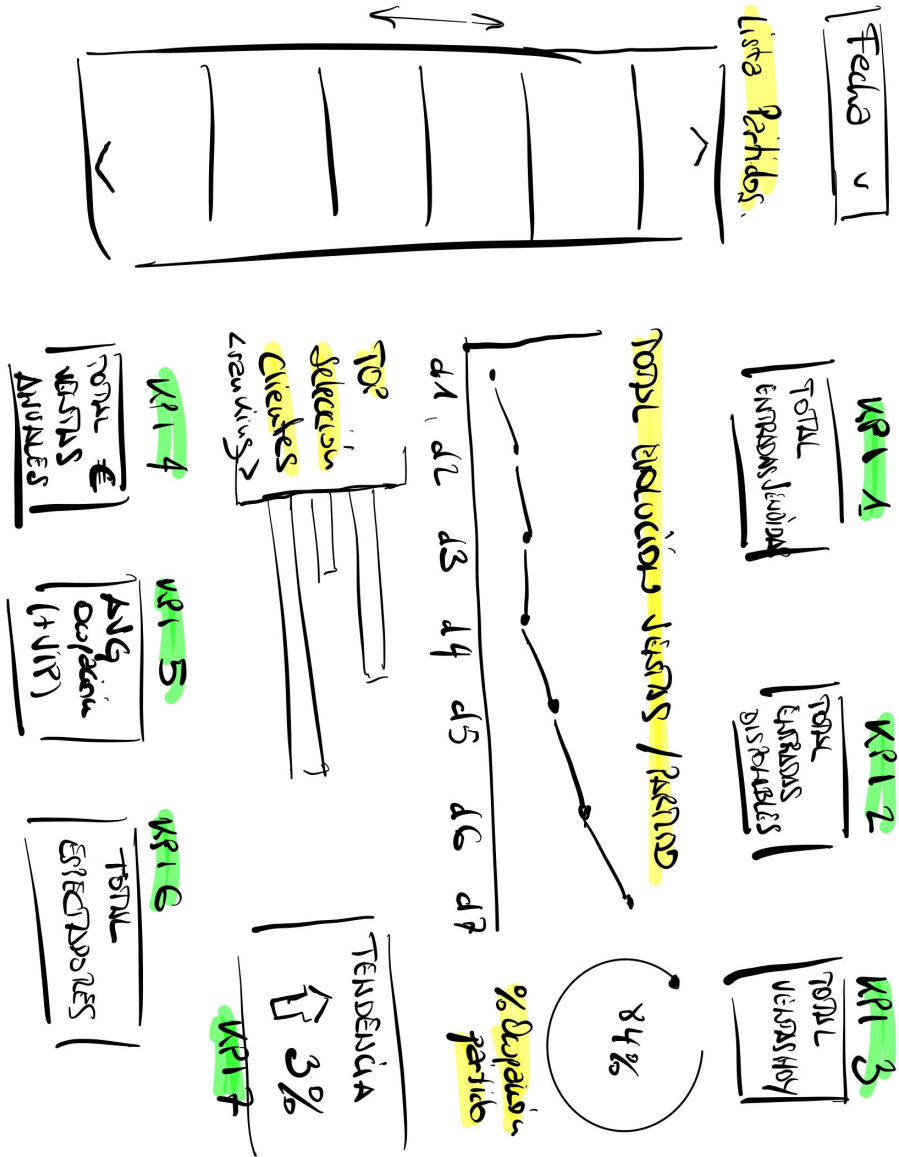 Fecha v
Lista Partidos.
KPI 1
TOTAL
ENTRADAS VENDIDAS
KPI 2
TOTAL
ENTRADAS
DISPONIBLES
KPI 3
TOTAL
VENTAS HOY
TOTAL EVOLUCIÓN VENTAS / PARTIDO
d1, d2 d3 d4 d5 d6 d7
84%
% Ocupación
partido
TOP
Selección
Clientes
<ranking>
TENDENCIA
3%
KPI 7
KPI 4
TOTAL €
VENTAS
ANUALES
KPI 5
AVG
Ocupación
(+VIP)
KPI 6
TOTAL
ESPECTADORES